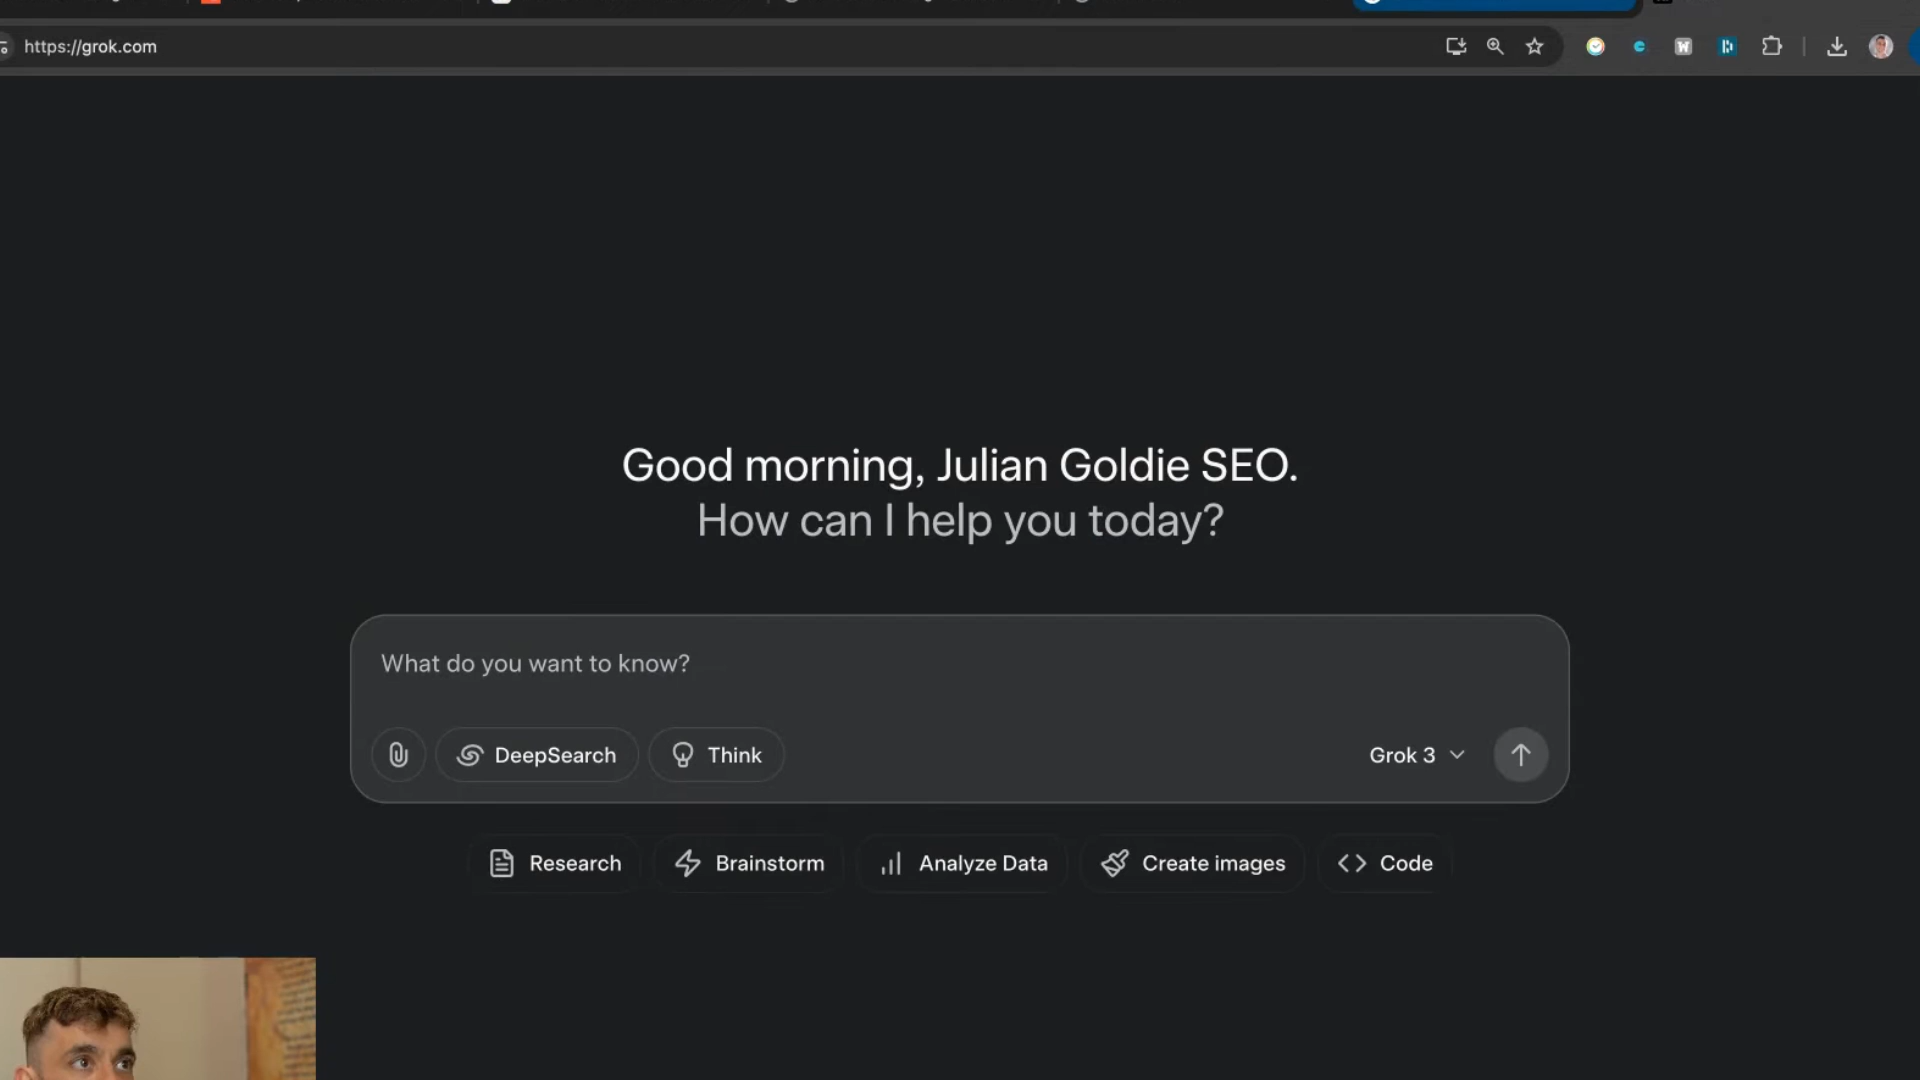 https://grok.com
Good morning, Julian Goldie SEO.
How can I help you today?
What do you want to know?
DeepSearch
Think
Grok 3
Research
Brainstorm
Analyze Data
Create images
Code